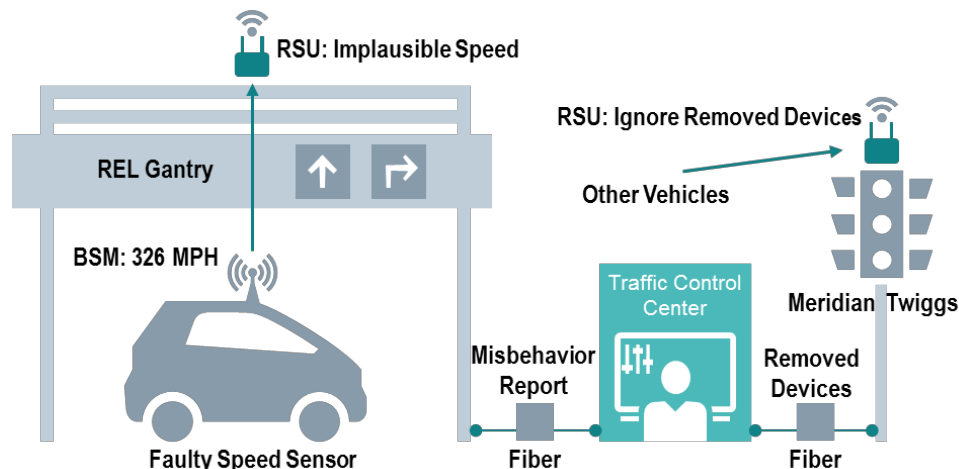 RSU: Implausible Speed
RSU: Ignore Removed Devices
REL Gantry
Other Vehicles
BSM: 326 MPH
Traffic Control
Center
Meridian Twiggs
Misbehavior
Report
Removed
Devices
Faulty Speed Sensor
Fiber
Fiber